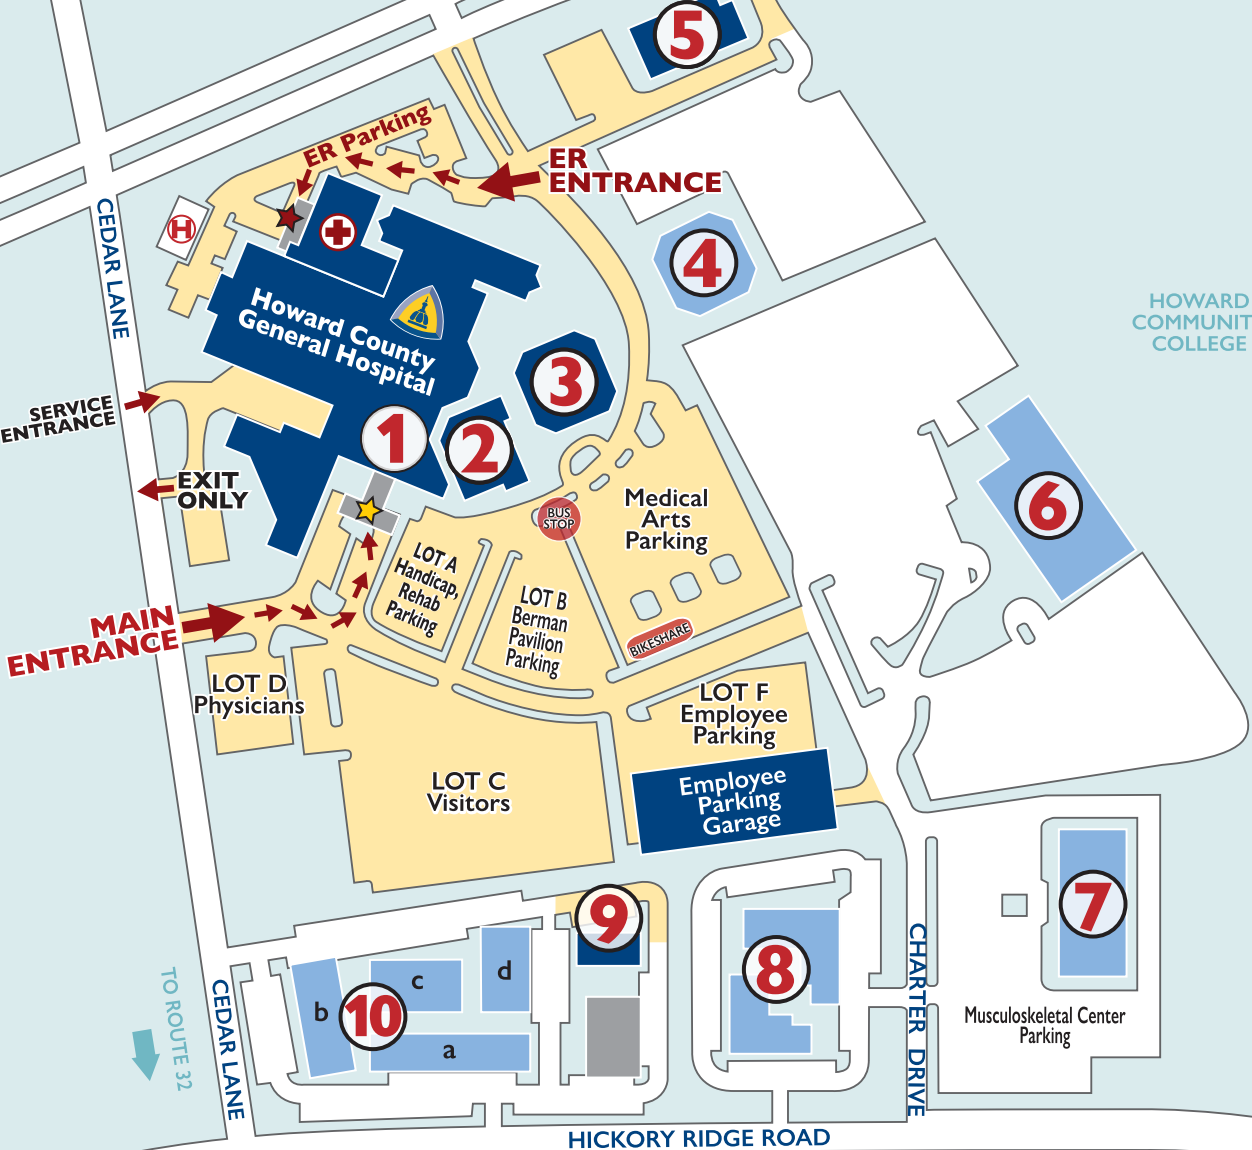 5
ER Parking
ER
ENTRANCE
H
CEDAR LANE
4
HOWARD
COMMUNIT
COLLEGE
Howard County
General Hospital
3
SERVICE
ENTRANCE
1
2
EXIT
ONLY
BUS
STOP
Medical
Arts
Parking
6
LOT A
Handicap,
Rehab
Parking
LOT B
Berman
Pavilion
Parking
BIKESHARE
MAIN
ENTRANCE
LOT D
Physicians
LOT F
Employee
Parking
LOT C
Visitors
Employee
Parking
Garage
7
9
8
CHARTER DRIVE
TO ROUTE 32
CEDAR LANE
b
10
c
d
a
Musculoskeletal Center
Parking
HICKORY RIDGE ROAD